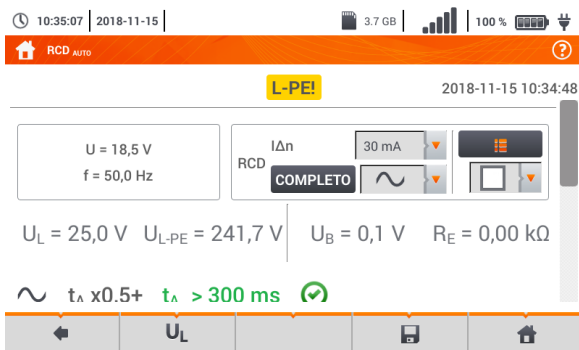 10:35:07 2018-11-15 3.7 GB 100 %
RCD AUTO ?
L-PE! 2018-11-15 10:34:48
U = 18,5 V
f = 50,0 Hz
RCD IΔn 30 mA
COMPLETO
UL = 25,0 V UL-PE = 241,7 V UB = 0,1 V RE = 0,00 kΩ
tA x0.5+ tA > 300 ms
UL